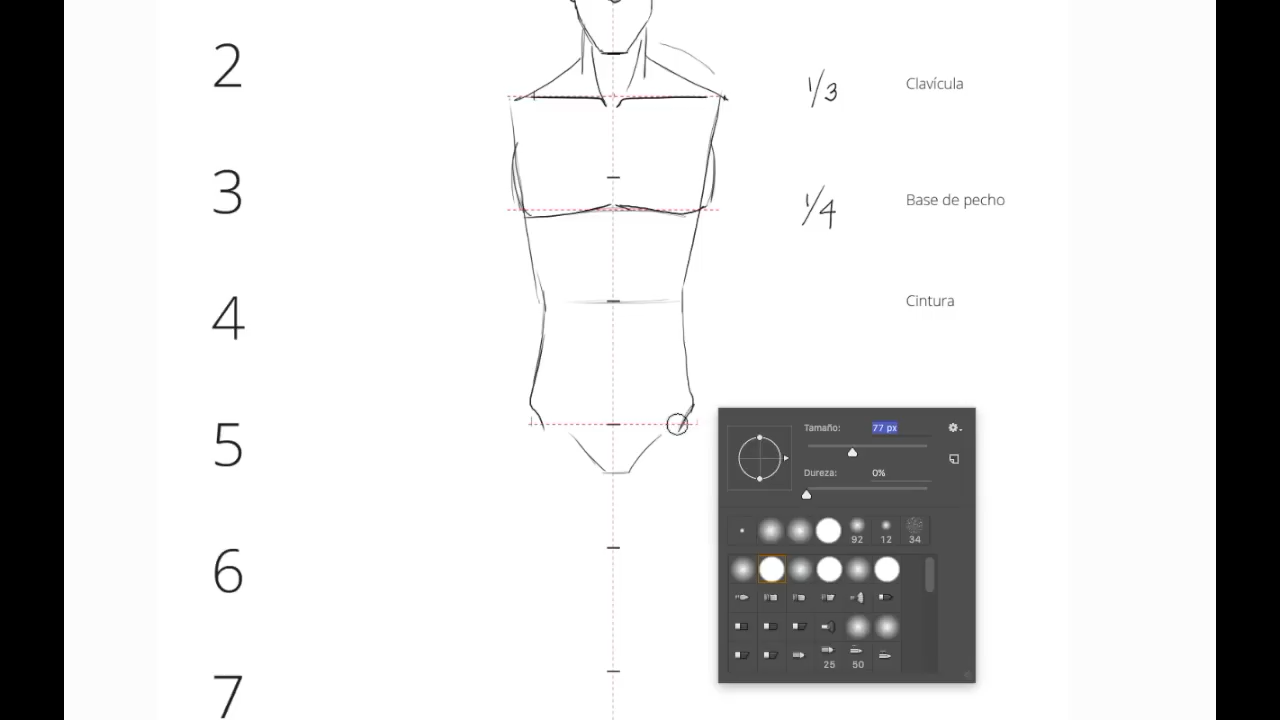 2
1/3 Clavícula
3
1/4 Base de pecho
4
Cintura
5
Tamaño: 77 px
Dureza: 0%
92 12 34
6
25 50
7